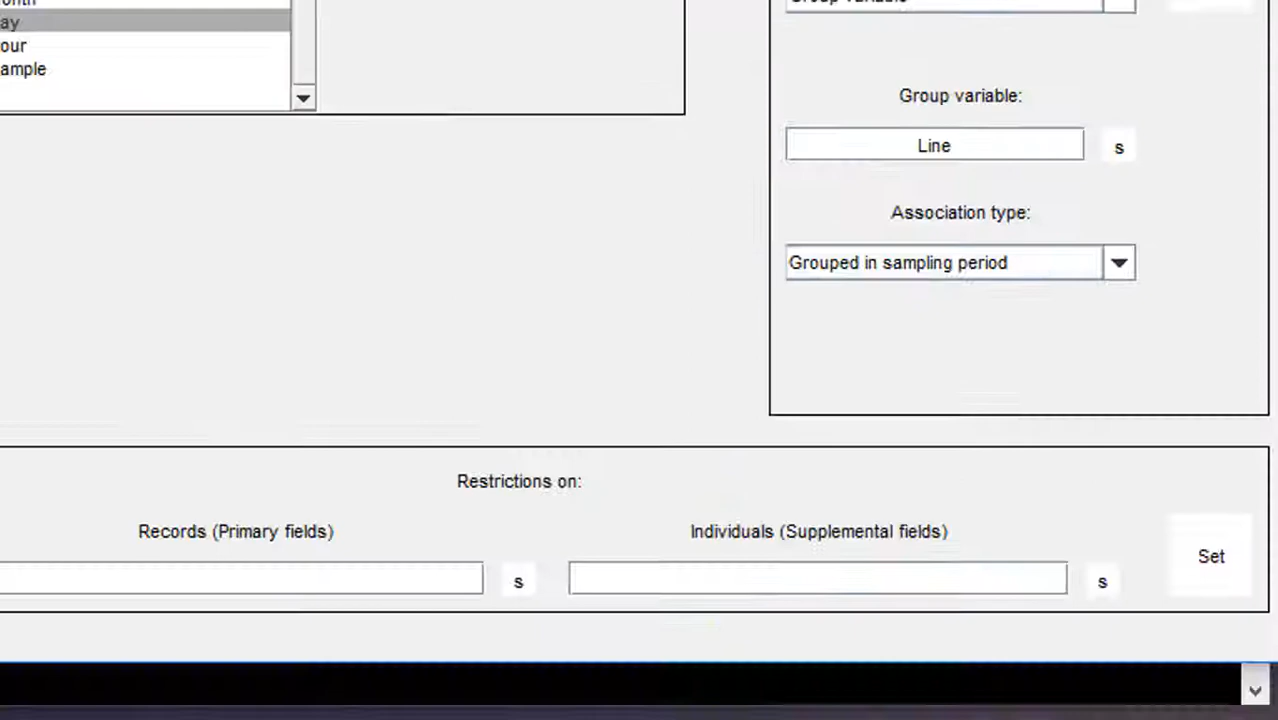 ay
our
ample
Group variable:
Line
s
Association type:
Grouped in sampling period
Restrictions on:
Records (Primary fields)
Individuals (Supplemental fields)
s
s
Set